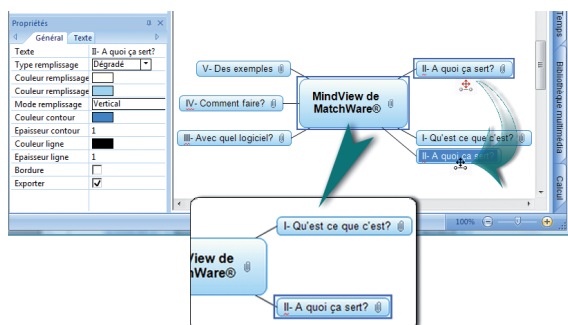 Propriétés
Général Texte
Texte II- A quoi ça sert?
Type remplissage Dégradé
Couleur remplissage
Couleur remplissage
Mode remplissage Vertical
Couleur contour
Epaisseur contour 1
Couleur ligne
Epaisseur ligne 1
Bordure
Exporter
V- Des exemples
II- A quoi ça sert?
IV- Comment faire?
MindView de
MatchWare®
III- Avec quel logiciel?
I- Qu'est ce que c'est?
II- A quoi ça sert?
Temps
Bibliothèque multimédia
Calcul
100%
I- Qu'est ce que c'est?
View de
hWare®
II- A quoi ça sert?